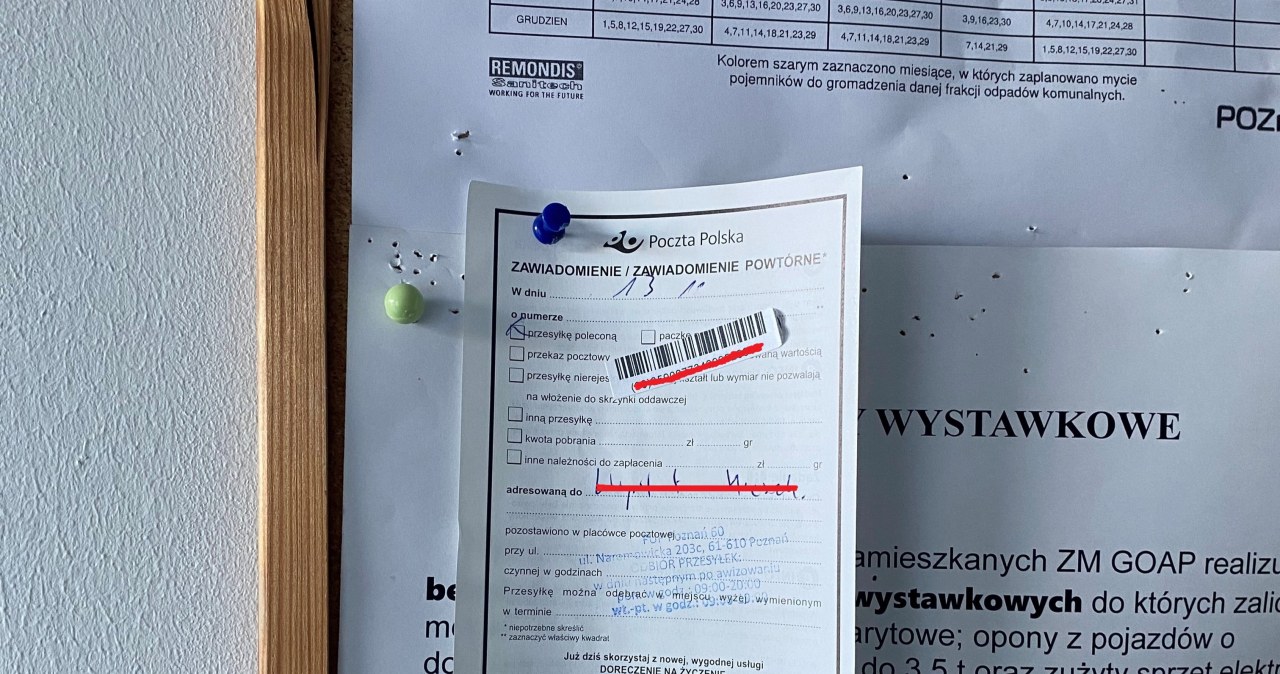 3,6,9,13,16,20,23,27,30
3,6,9,13,16,20,23,27,30
3,9,16,23,30
4,7,10,14,17,21,24,28
GRUDZIEŃ
1,5,8,12,15,19,22,27,30
4,7,11,14,18,21,23,29
4,7,11,14,18,21,23,29
7,14,21,29
1,5,8,12,15,19,22,27,30
REMONDIS
Sanitech
WORKING FOR THE FUTURE
Kolorem szarym zaznaczono miesiące, w których zaplanowano mycie
pojemników do gromadzenia danej frakcji odpadów komunalnych.
Poczta Polska
ZAWIADOMIENIE / ZAWIADOMIENIE POWTÓRNE*
W dniu 13 11
o numerze
przesyłkę poleconą
przekaz pocztowy
wartością
przesyłkę nierejes
kształt lub wymiar nie pozwalają
na włożenie do skrzynki oddawczej
inną przesyłkę
kwota pobrania zł gr
inne należności do zapłacenia zł gr
adresowaną do
pozostawiono w placówce pocztowej
Poznań 60
przy ul.
ul. Naramowicka 203c, 61-610 Poznań
ODBIÓR PRZESYŁEK:
czynnej w godzinach
w dniu następnym po awizowaniu
Przesyłkę można odebrać w miejscu wyżej wymienionym
w terminie
wt.-pt. w godz.:
* niepotrzebne skreślić
** zaznaczyć właściwy kwadrat
Już dziś skorzystaj z nowej, wygodnej usługi
DORĘCZENIE NA ŻYCZENIE
WYSTAWKOWE
amieszkanych ZM GOAP realizu
wystawkowych do których zalic
arytowe; opony z pojazdów o
do 3,5 t oraz zużyty sprzęt elektr